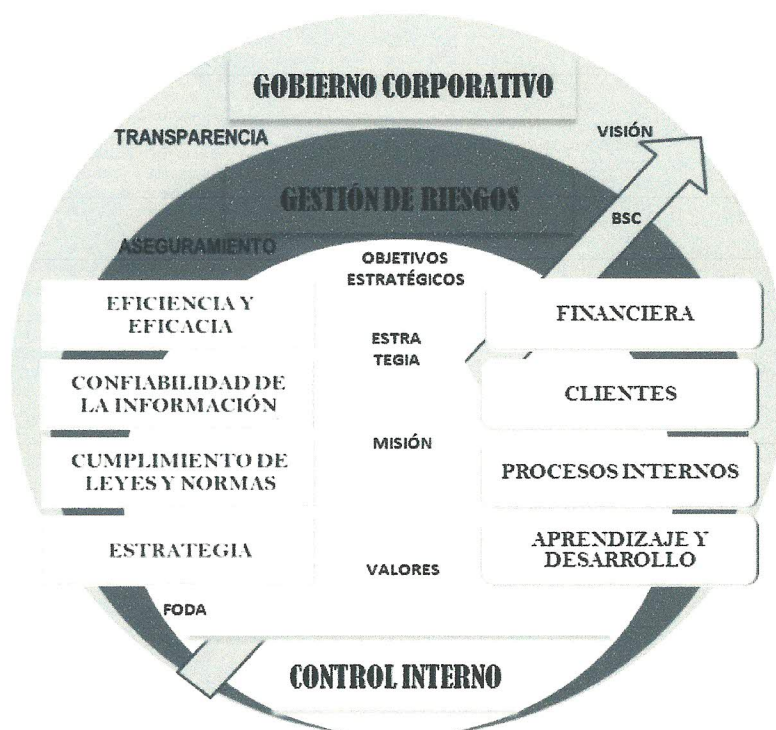 GOBIERNO CORPORATIVO
TRANSPARENCIA
VISIÓN
GESTIÓN DE RIESGOS
BSC
ASEGURAMIENTO
OBJETIVOS
ESTRATÉGICOS
EFICIENCIA Y
EFICACIA
ESTRA
TEGIA
FINANCIERA
CONFIABILIDAD DE
LA INFORMACIÓN
CLIENTES
CUMPLIMIENTO DE
LEYES Y NORMAS
MISIÓN
PROCESOS INTERNOS
ESTRATEGIA
VALORES
APRENDIZAJE Y
DESARROLLO
FODA
CONTROL INTERNO